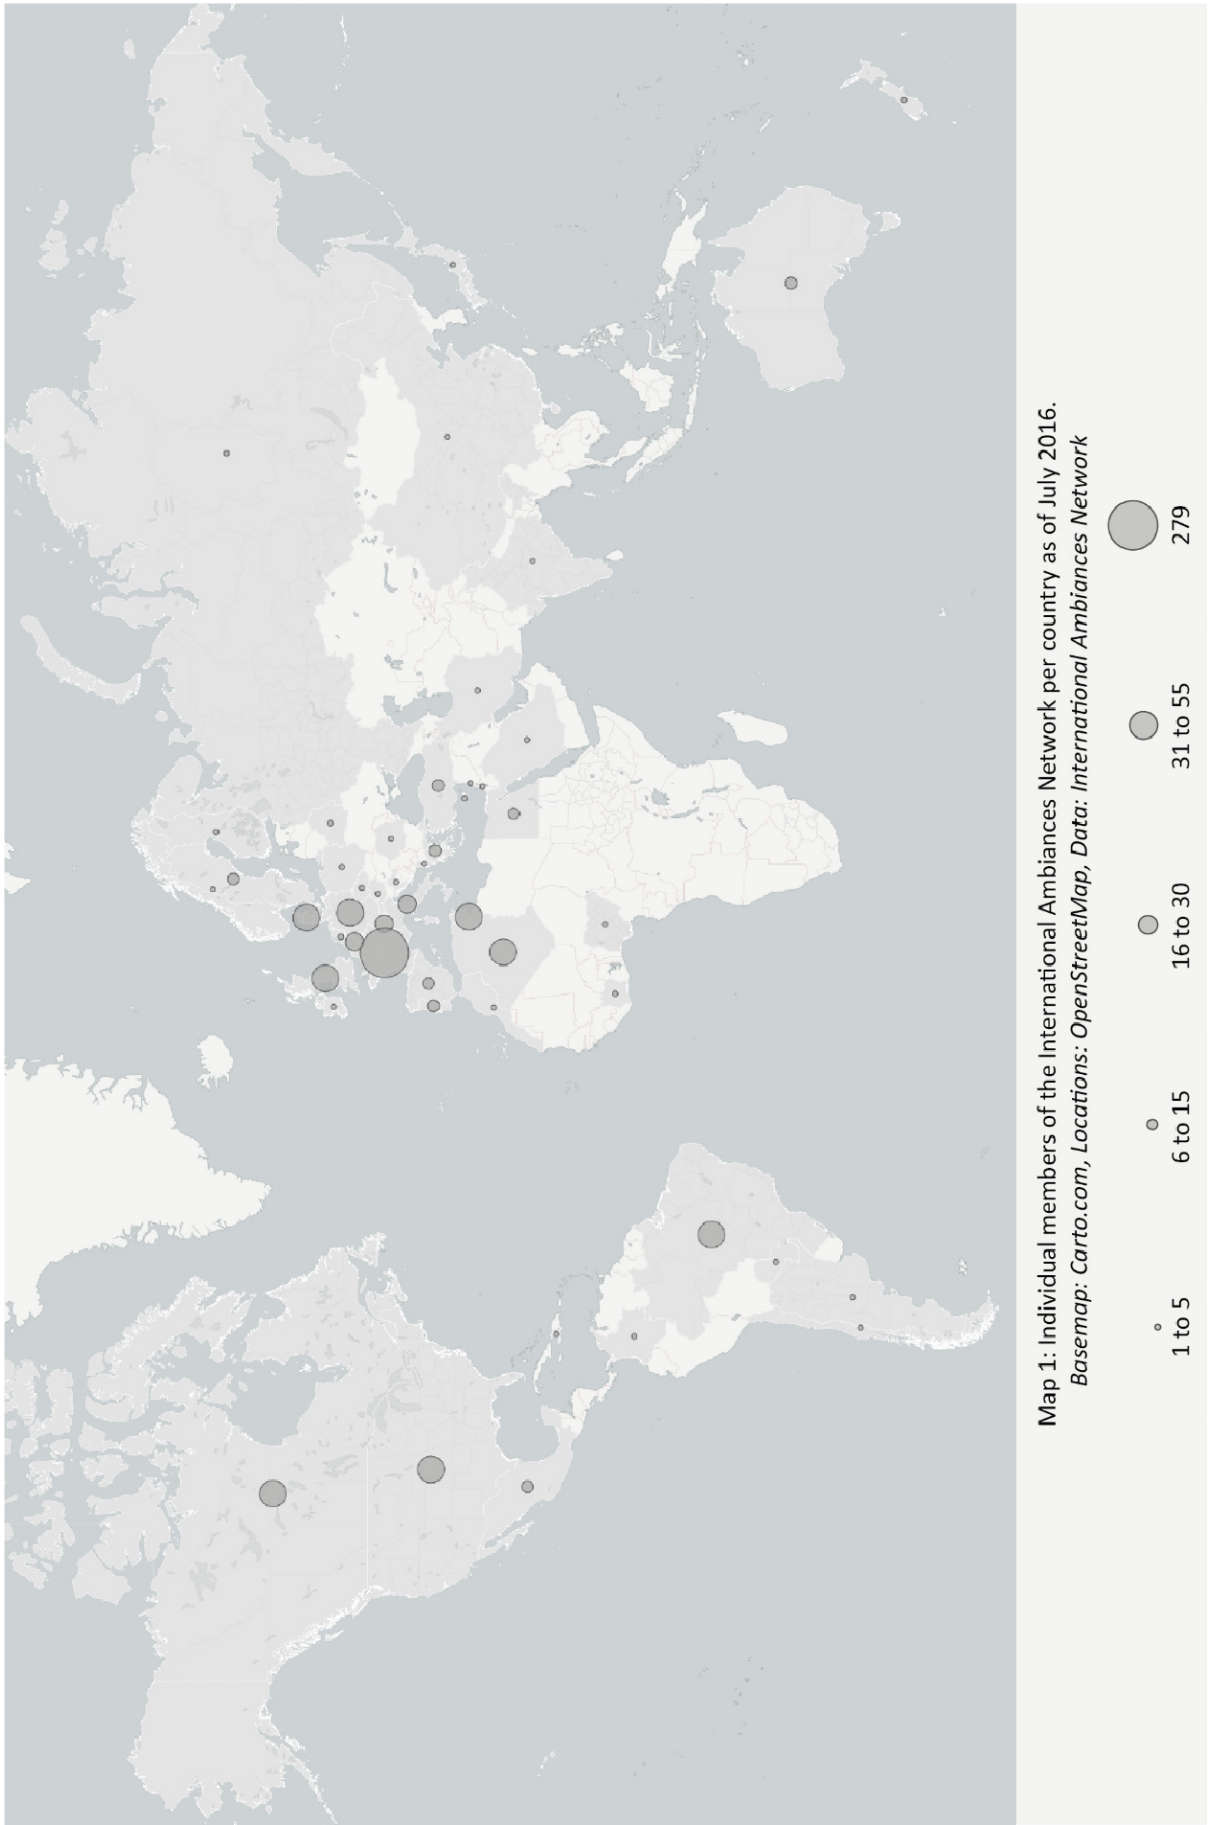 Map 1: Individual members of the International Ambiances Network per country as of July 2016.
Basemap: Carto.com, Locations: OpenStreetMap, Data: International Ambiances Network
1 to 5
6 to 15
16 to 30
31 to 55
279